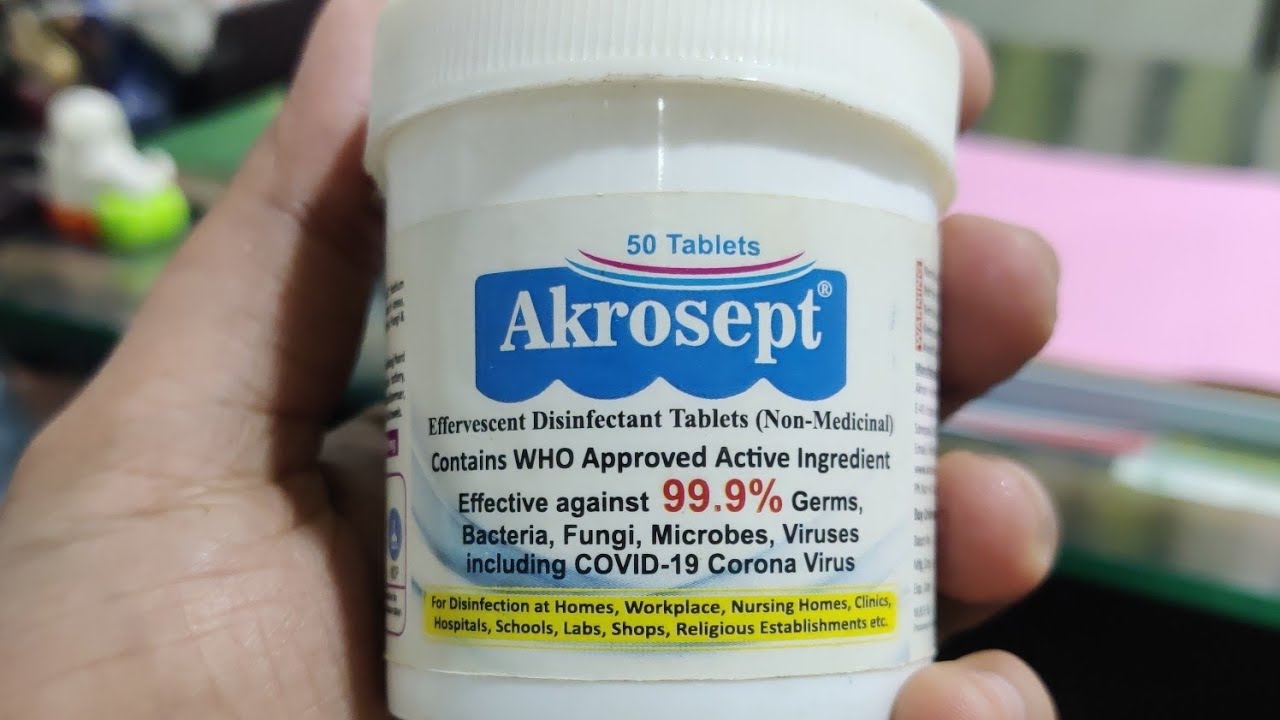 50 Tablets
Akrosept®
Effervescent Disinfectant Tablets (Non-Medicinal)
Contains WHO Approved Active Ingredient
Effective against 99.9% Germs,
Bacteria, Fungi, Microbes, Viruses
including COVID-19 Corona Virus
For Disinfection at Homes, Workplace, Nursing Homes, Clinics,
Hospitals, Schools, Labs, Shops, Religious Establishments etc.
WARNING